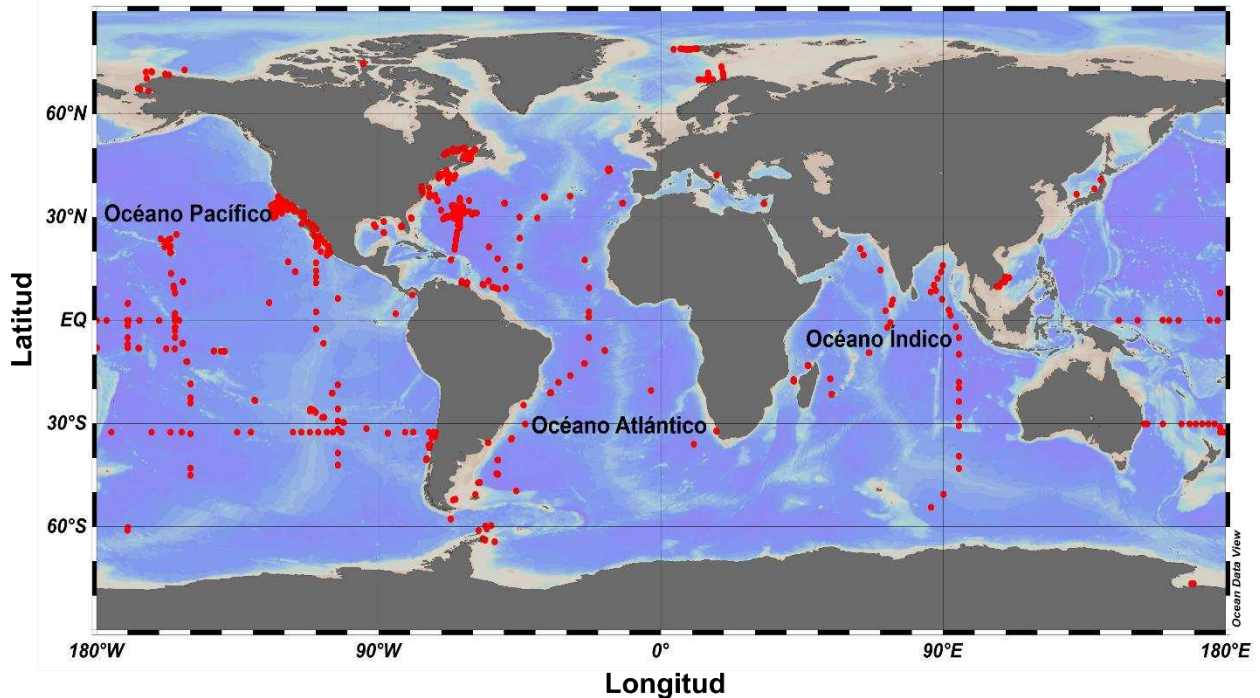 60°N
Océano Pacífico
30°N
Latitud
EQ
Océano Índico
Océano Atlántico
30°S
60°S
Ocean Data View
180°W
90°W
0°
90°E
180°E
Longitud